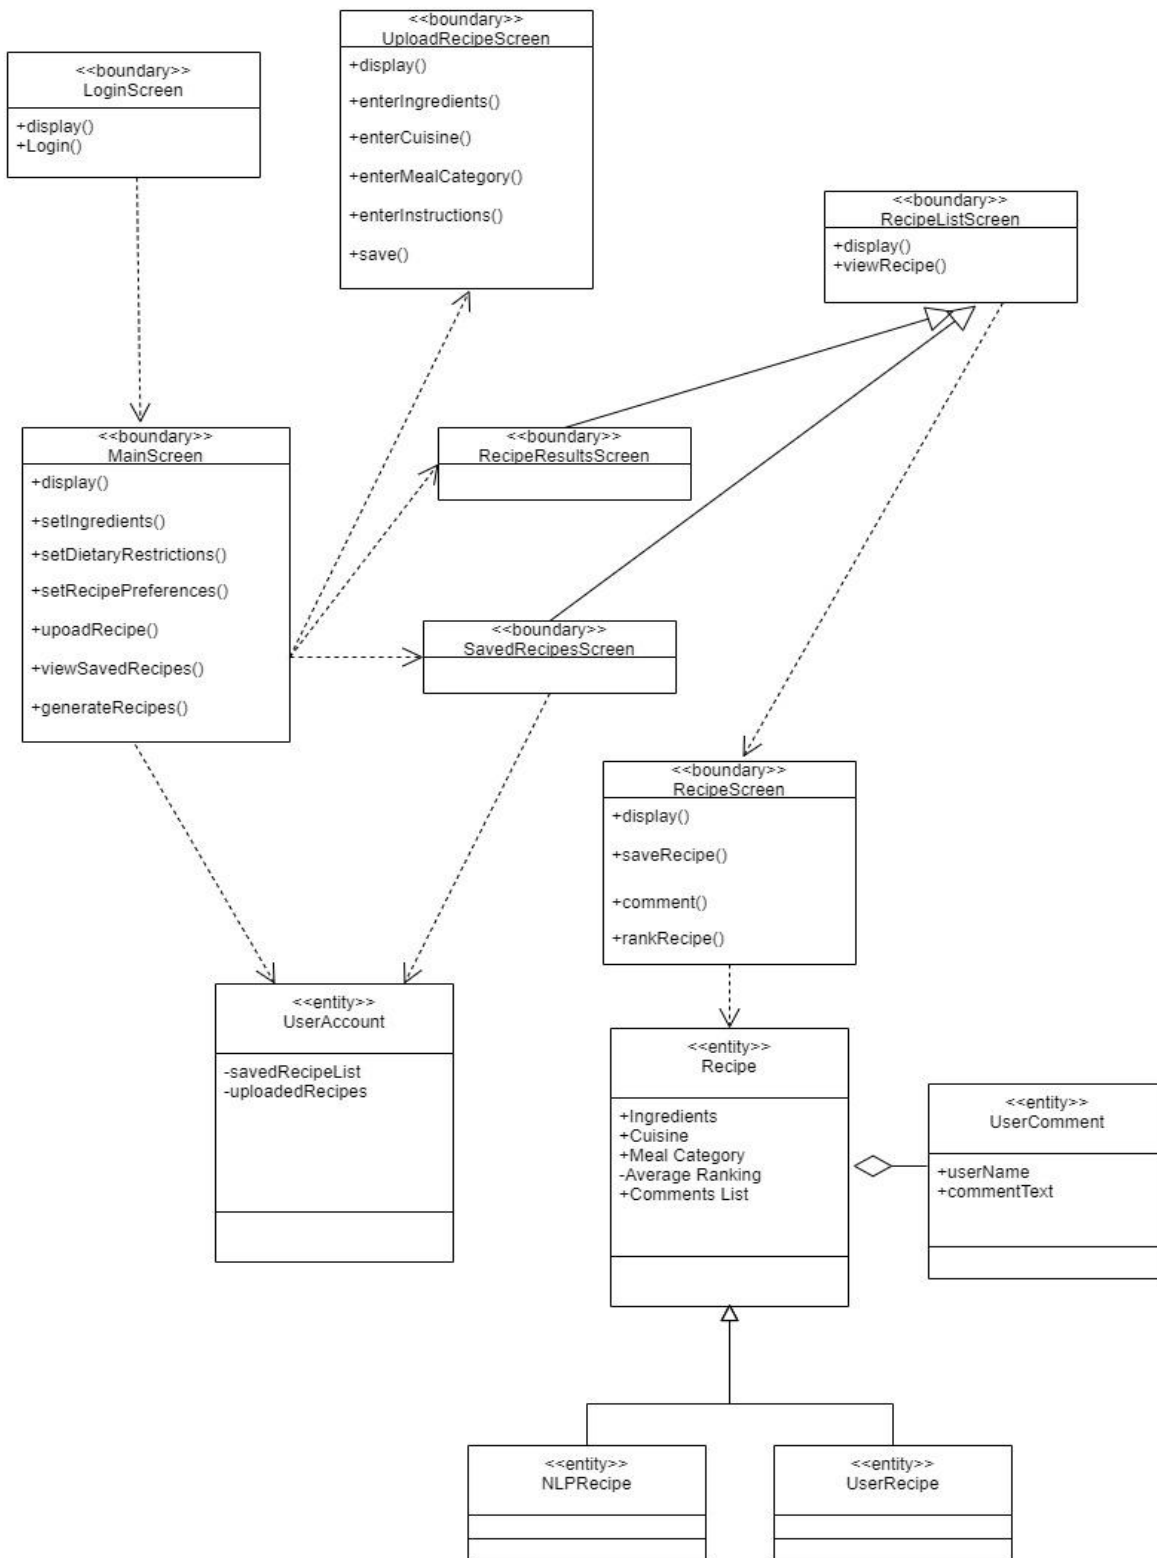 <<boundary>>
LoginScreen
+display()
+Login()
<<boundary>>
UploadRecipeScreen
+display()
+enterIngredients()
+enterCuisine()
+enterMealCategory()
+enterInstructions()
+save()
<<boundary>>
RecipeListScreen
+display()
+viewRecipe()
<<boundary>>
MainScreen
+display()
+setIngredients()
+setDietaryRestrictions()
+setRecipePreferences()
+upoadRecipe()
+viewSavedRecipes()
+generateRecipes()
<<boundary>>
RecipeResultsScreen
<<boundary>>
SavedRecipesScreen
<<boundary>>
RecipeScreen
+display()
+saveRecipe()
+comment()
+rankRecipe()
<<entity>>
UserAccount
-savedRecipeList
-uploadedRecipes
<<entity>>
Recipe
+Ingredients
+Cuisine
+Meal Category
-Average Ranking
+Comments List
<<entity>>
UserComment
+userName
+commentText
<<entity>>
NLPRecipe
<<entity>>
UserRecipe